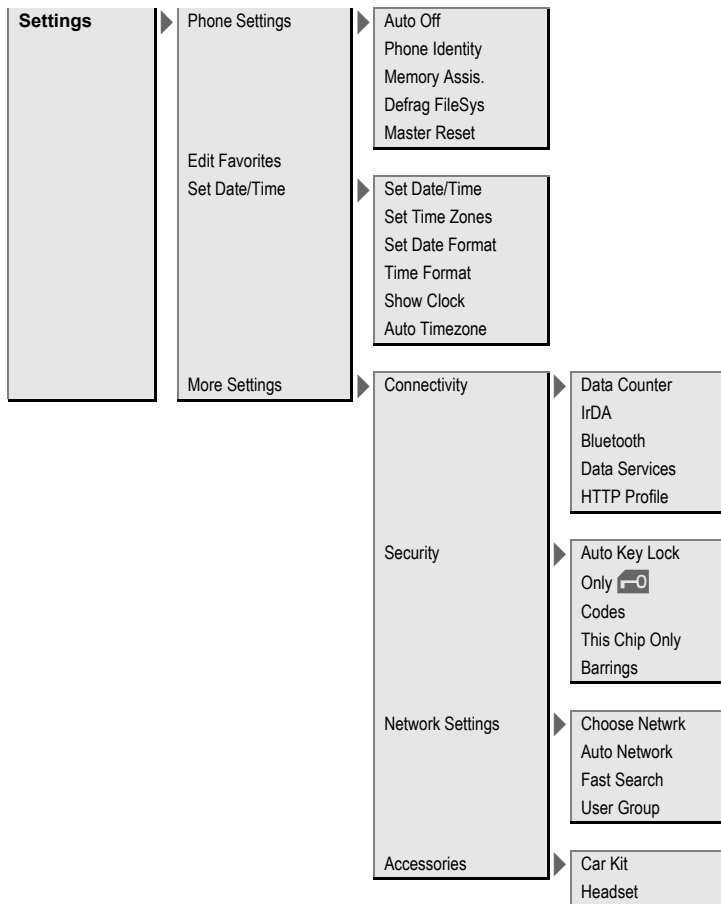 Settings
Phone Settings
Auto Off
Phone Identity
Memory Assis.
Defrag FileSys
Master Reset
Edit Favorites
Set Date/Time
Set Date/Time
Set Time Zones
Set Date Format
Time Format
Show Clock
Auto Timezone
More Settings
Connectivity
Data Counter
IrDA
Bluetooth
Data Services
HTTP Profile
Security
Auto Key Lock
Only
Codes
This Chip Only
Barrings
Network Settings
Choose Netwrk
Auto Network
Fast Search
User Group
Accessories
Car Kit
Headset